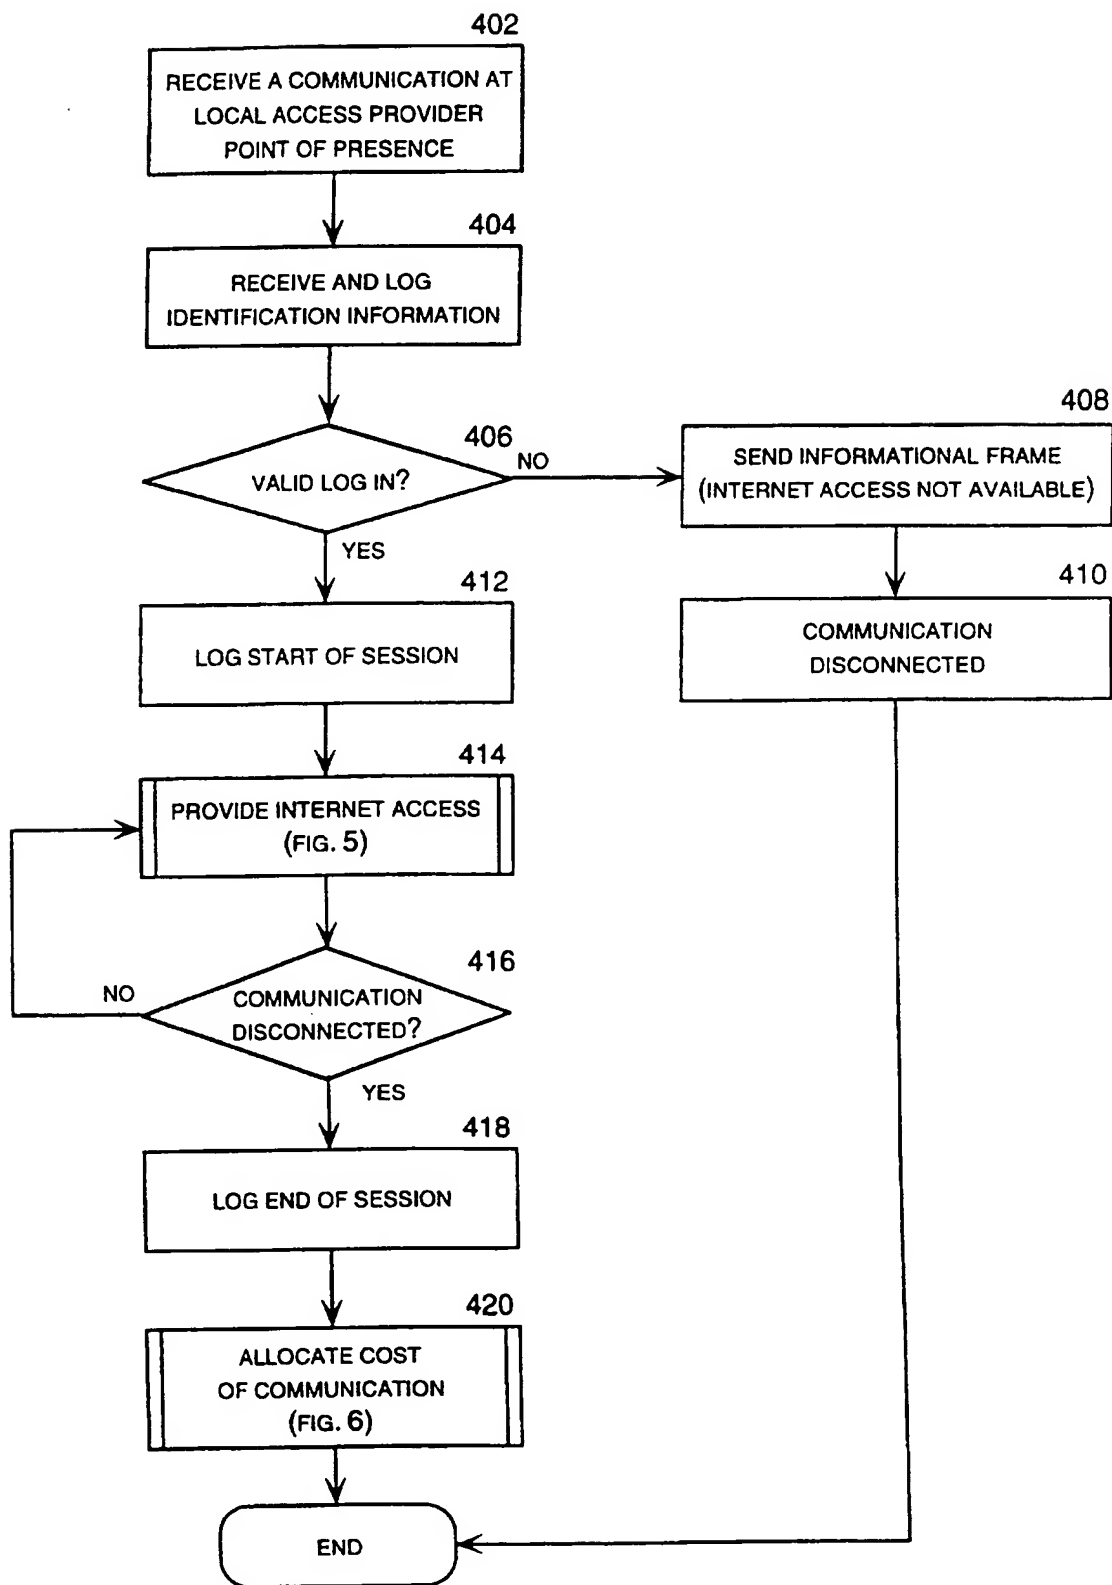 402
RECEIVE A COMMUNICATION AT
LOCAL ACCESS PROVIDER
POINT OF PRESENCE
404
RECEIVE AND LOG
IDENTIFICATION INFORMATION
406
VALID LOG IN?
NO
YES
408
SEND INFORMATIONAL FRAME
(INTERNET ACCESS NOT AVAILABLE)
410
COMMUNICATION
DISCONNECTED
412
LOG START OF SESSION
414
PROVIDE INTERNET ACCESS
(FIG. 5)
416
COMMUNICATION
DISCONNECTED?
NO
YES
418
LOG END OF SESSION
420
ALLOCATE COST
OF COMMUNICATION
(FIG. 6)
END